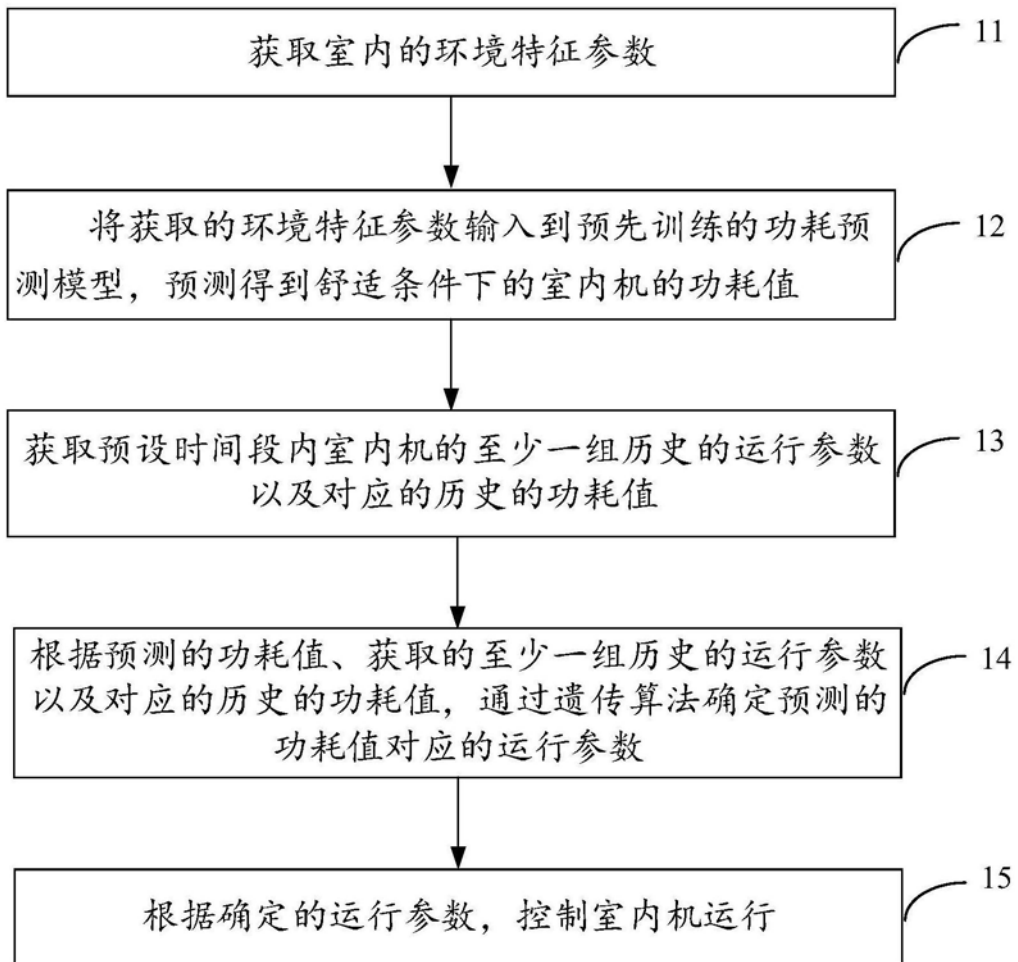 获取室内的环境特征参数
11
将获取的环境特征参数输入到预先训练的功耗预
测模型，预测得到舒适条件下的室内机的功耗值
12
获取预设时间段内室内机的至少一组历史的运行参数
以及对应的历史的功耗值
13
根据预测的功耗值、获取的至少一组历史的运行参数
以及对应的历史的功耗值，通过遗传算法确定预测的
功耗值对应的运行参数
14
根据确定的运行参数，控制室内机运行
15